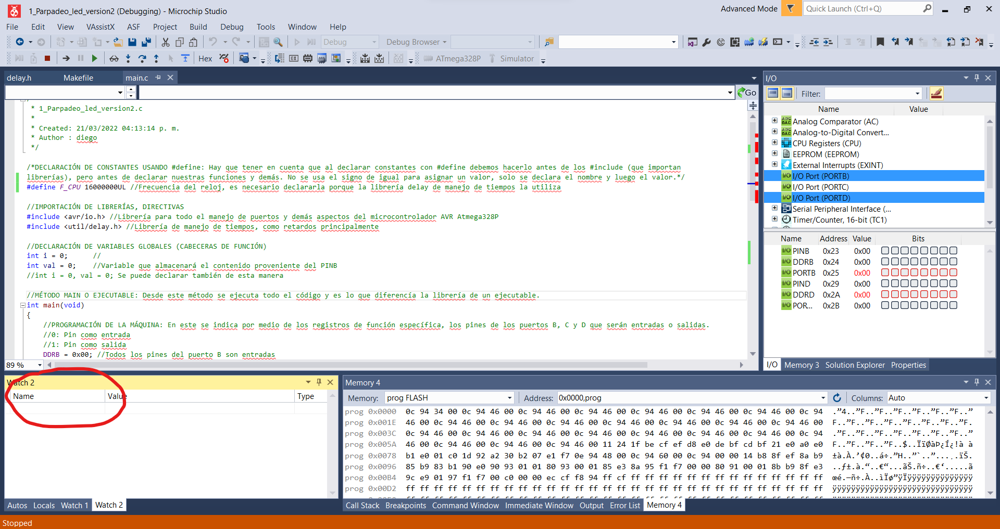 1_Parpadeo_led_version2 (Debugging) - Microchip Studio
Advanced Mode
Quick Launch (Ctrl+Q)
File Edit View VAssistX ASF Project Build Debug Tools Window Help
Debug
Debug Browser
Hex
ATmega328P
Simulator
delay.h
Makefile
main.c
Go
* 1_Parpadeo_led_version2.c
*
* Created: 21/03/2022 04:13:14 p. m.
* Author : diego
*/
/*DECLARACIÓN DE CONSTANTES USANDO #define: Hay que tener en cuenta que al declarar constantes con #define debemos hacerlo antes de los #include (que importan
librerías), pero antes de declarar nuestras funciones y demás. No se usa el signo de igual para asignar un valor, solo se declara el nombre y luego el valor.*/
#define F_CPU 16000000UL //Frecuencia del reloj, es necesario declararla porque la librería delay de manejo de tiempos la utiliza
//IMPORTACIÓN DE LIBRERÍAS, DIRECTIVAS
#include <avr/io.h> //Librería para todo el manejo de puertos y demás aspectos del microcontrolador AVR Atmega328P
#include <util/delay.h> //Librería de manejo de tiempos, como retardos principalmente
//DECLARACIÓN DE VARIABLES GLOBALES (CABECERAS DE FUNCIÓN)
int i = 0; //
int val = 0; //Variable que almacenará el contenido proveniente del PINB
//int i = 0, val = 0; Se puede declarar también de esta manera
//MÉTODO MAIN O EJECUTABLE: Desde este método se ejecuta todo el código y es lo que diferencía la librería de un ejecutable.
int main(void)
{
//PROGRAMACIÓN DE LA MÁQUINA: En este se indica por medio de los registros de función específica, los pines de los puertos B, C y D que serán entradas o salidas.
//0: Pin como entrada
//1: Pin como salida
DDRB = 0x00; //Todos los pines del puerto B son entradas
89 %
I/O
Filter:
Name Value
Analog Comparator (AC)
Analog-to-Digital Convert...
CPU Registers (CPU)
EEPROM (EEPROM)
External Interrupts (EXINT)
I/O Port (PORTB)
I/O Port (PORTC)
I/O Port (PORTD)
Serial Peripheral Interface (...
Timer/Counter, 16-bit (TC1)
Name Address Value Bits
PINB 0x23 0x00
DDRB 0x24 0x00
PORTB 0x25 0x00
PIND 0x29 0x00
DDRD 0x2A 0x00
POR... 0x2B 0x00
I/O Memory 3 Solution Explorer Properties
Watch 2
Name Value Type
Autos Locals Watch 1 Watch 2
Memory 4
Memory: prog FLASH Address: 0x0000,prog Columns: Auto
prog 0x0000 0c 94 34 00 0c 94 46 00 0c 94 46 00 0c 94 46 00 0c 94 46 00 0c 94 46 00 0c 94 46 00 0c 94
prog 0x001E 46 00 0c 94 46 00 0c 94 46 00 0c 94 46 00 0c 94 46 00 0c 94 46 00 0c 94 46 00 0c 94 46 00
prog 0x003C 0c 94 46 00 0c 94 46 00 0c 94 46 00 0c 94 46 00 0c 94 46 00 0c 94 46 00 0c 94 46 00 0c 94
prog 0x005A 46 00 0c 94 46 00 0c 94 46 00 0c 94 46 00 11 24 1f be cf ef d8 e0 de bf cd bf 21 e0 a0 e0
prog 0x0078 b1 e0 01 c0 1d 92 a2 30 b2 07 e1 f7 0e 94 48 00 0c 94 60 00 0c 94 00 00 14 b8 8f ef 8a b9
prog 0x0096 85 b9 83 b1 90 e0 90 93 01 01 80 93 00 01 85 e3 8a 95 f1 f7 00 00 80 91 00 01 8b b9 8f e3
prog 0x00B4 9c e9 01 97 f1 f7 00 c0 00 00 ec cf f8 94 ff cf ff ff ff ff ff ff ff ff ff ff ff ff ff ff
prog 0x00D2 ff ff ff ff ff ff ff ff ff ff ff ff ff ff ff ff ff ff ff ff ff ff ff ff ff ff ff ff ff ff
Call Stack Breakpoints Command Window Immediate Window Output Error List Memory 4
Stopped